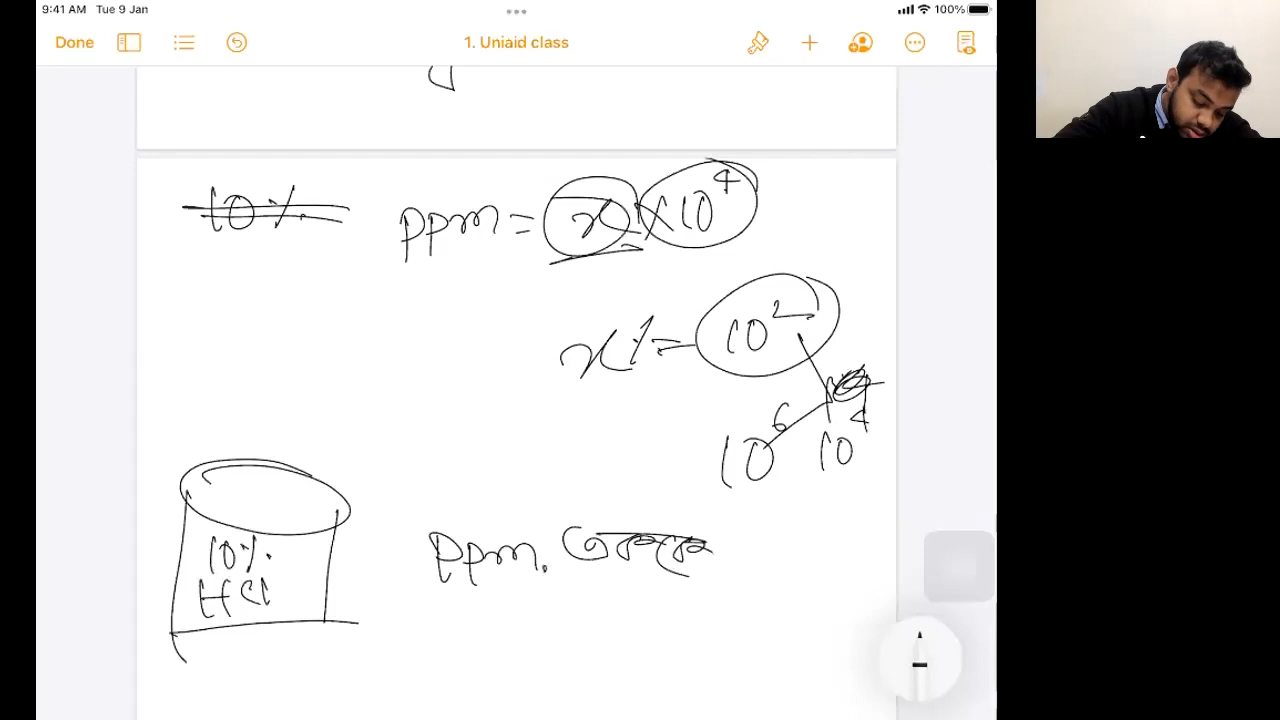 9:41 AM Tue 9 Jan
100%
Done
1. Uniaid class
10%
ppm = x × 10⁴
x% = 10²
10⁶ 10⁴
10%
HCl
ppm.